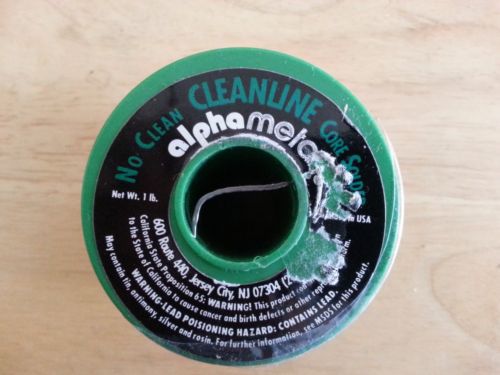 No Clean CLEANLINE Core Solder
alphametals
Net Wt. 1 lb.
Made in USA
600 Route 440, Jersey City, NJ 07304 (2
California State Proposition 65: WARNING! This product
to the State of California to cause cancer and birth defects or other
WARNING-LEAD POISONING HAZARD: CONTAINS LEAD
May contain tin, antimony, silver and rosin. For further information, see MSDS for this product.